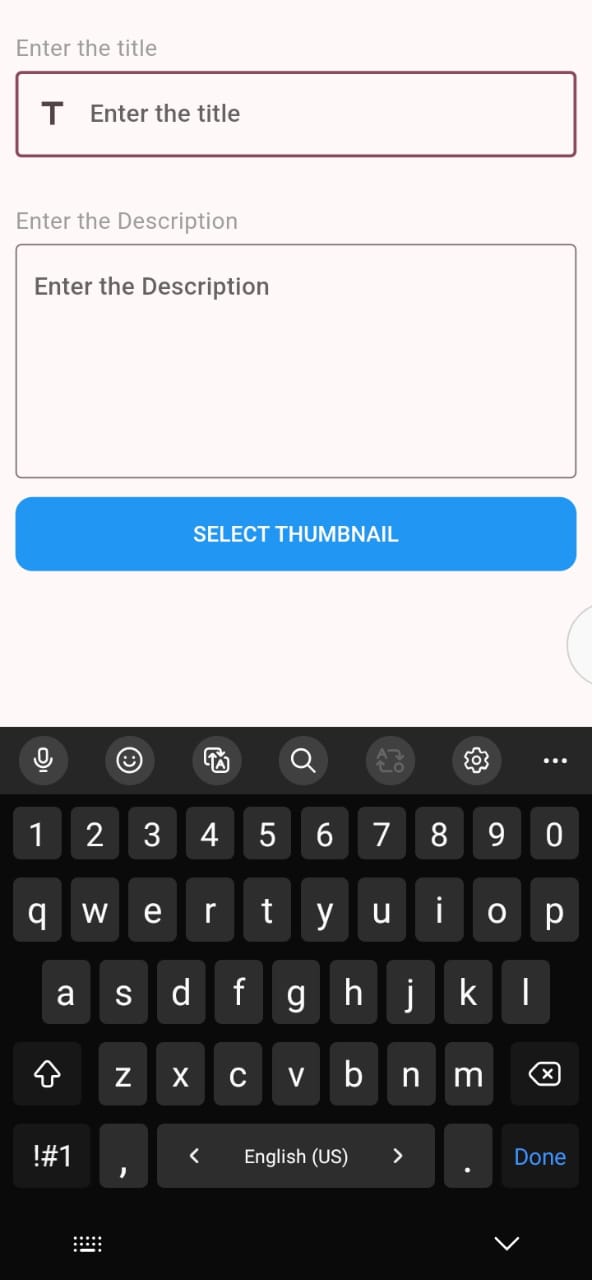 Enter the title
T Enter the title
Enter the Description
Enter the Description
SELECT THUMBNAIL
1 2 3 4 5 6 7 8 9 0
q w e r t y u i o p
a s d f g h j k l
z x c v b n m
!#1 , < English (US) > . Done